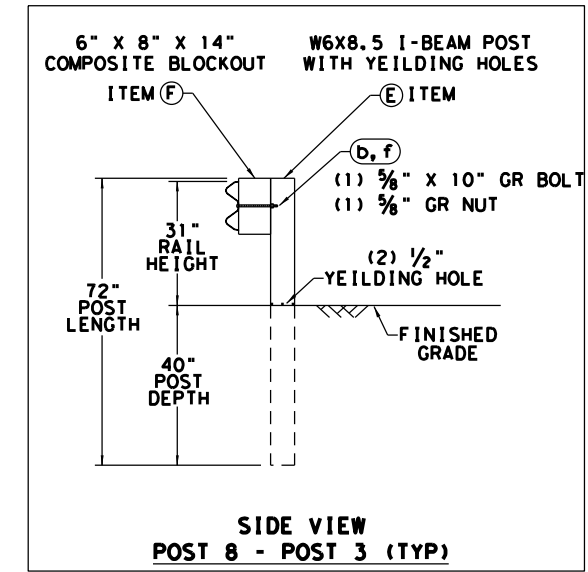 6" X 8" X 14"
COMPOSITE BLOCKOUT
ITEM F
W6X8.5 I-BEAM POST
WITH YEILDING HOLES
E ITEM
b, f
(1) ⅝" X 10" GR BOLT
(1) ⅝" GR NUT
31"
RAIL
HEIGHT
(2) ½"
YEILDING HOLE
72"
POST
LENGTH
FINISHED
GRADE
40"
POST
DEPTH
SIDE VIEW
POST 8 - POST 3 (TYP)